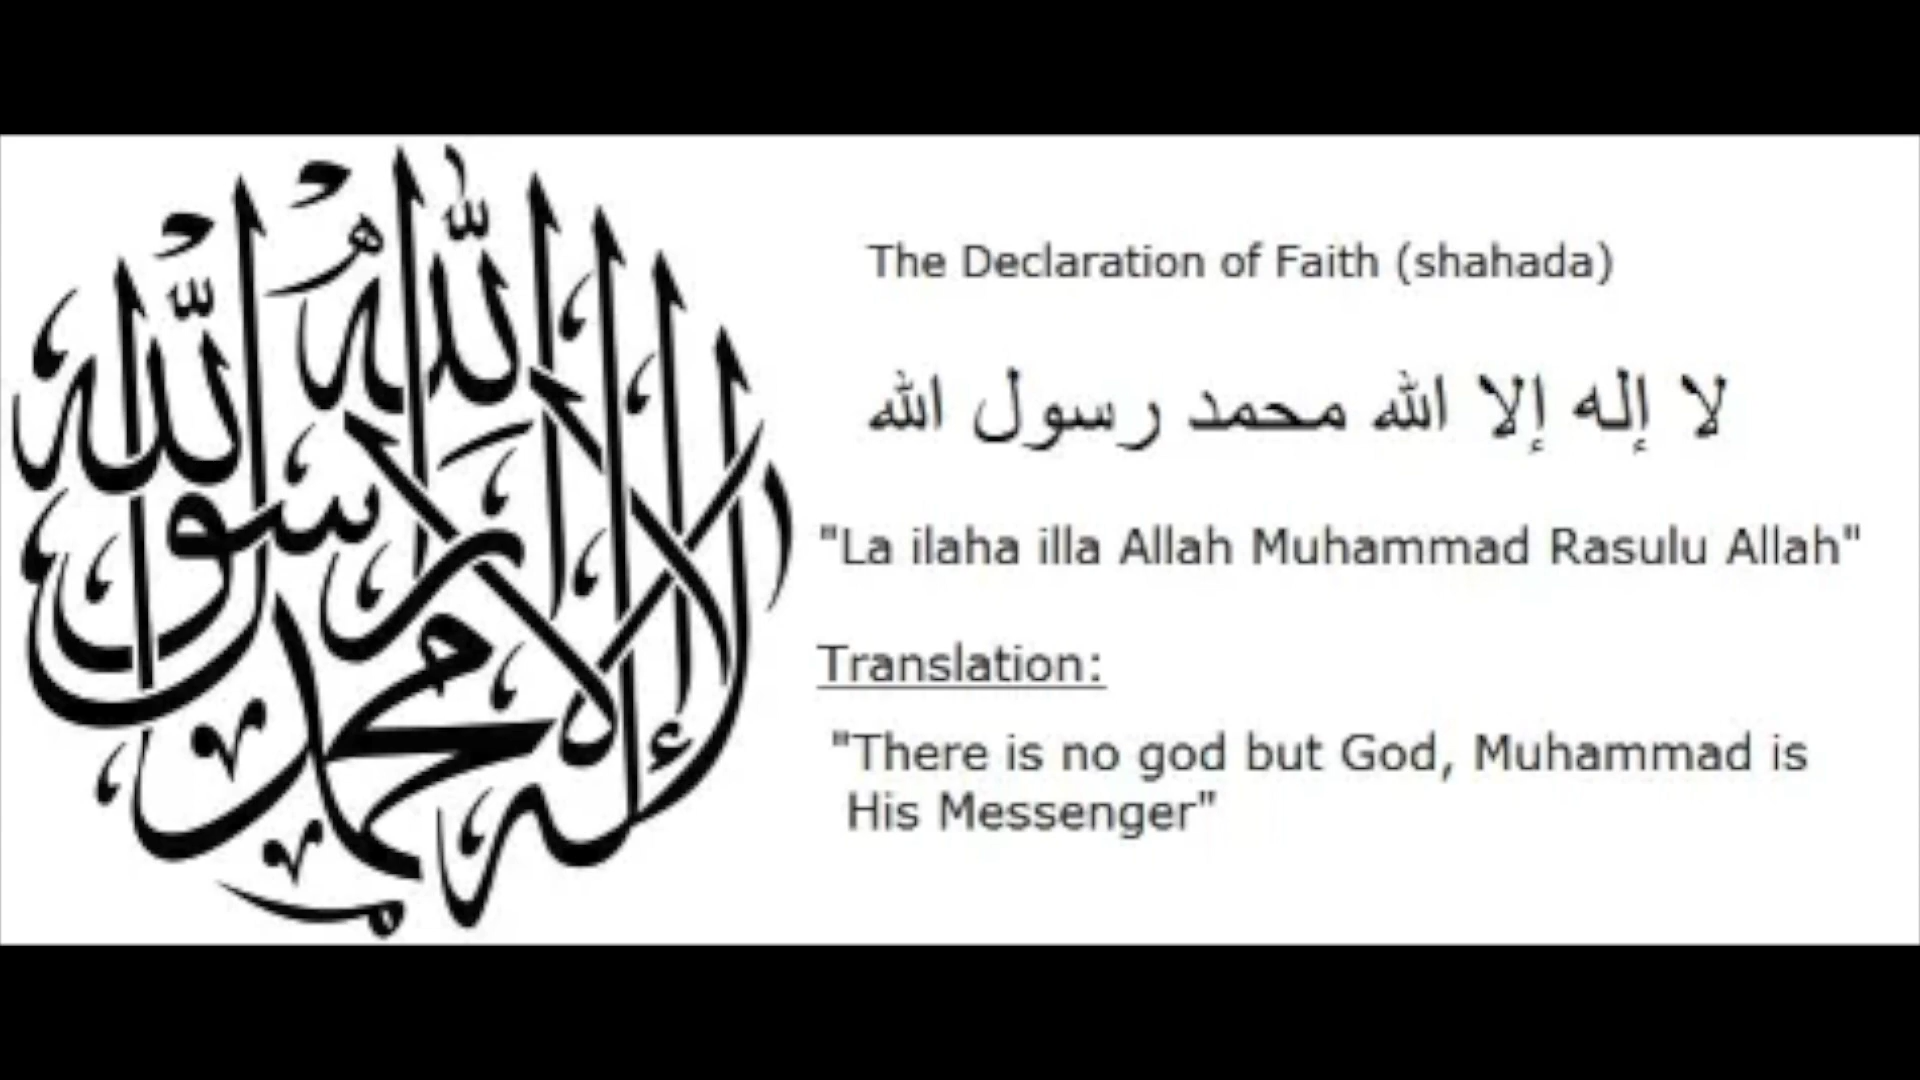 لا إله إلا الله محمد رسول الله
The Declaration of Faith (shahada)
لا إله إلا الله محمد رسول الله
"La ilaha illa Allah Muhammad Rasulu Allah"
Translation:
"There is no god but God, Muhammad is
His Messenger"